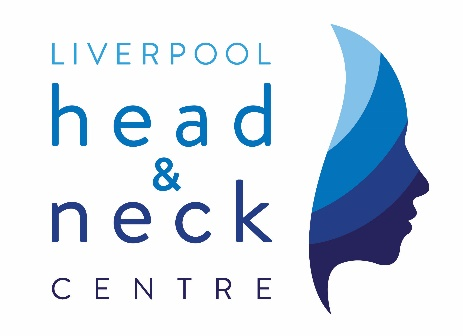 LIVERPOOL
head
&
neck
CENTRE